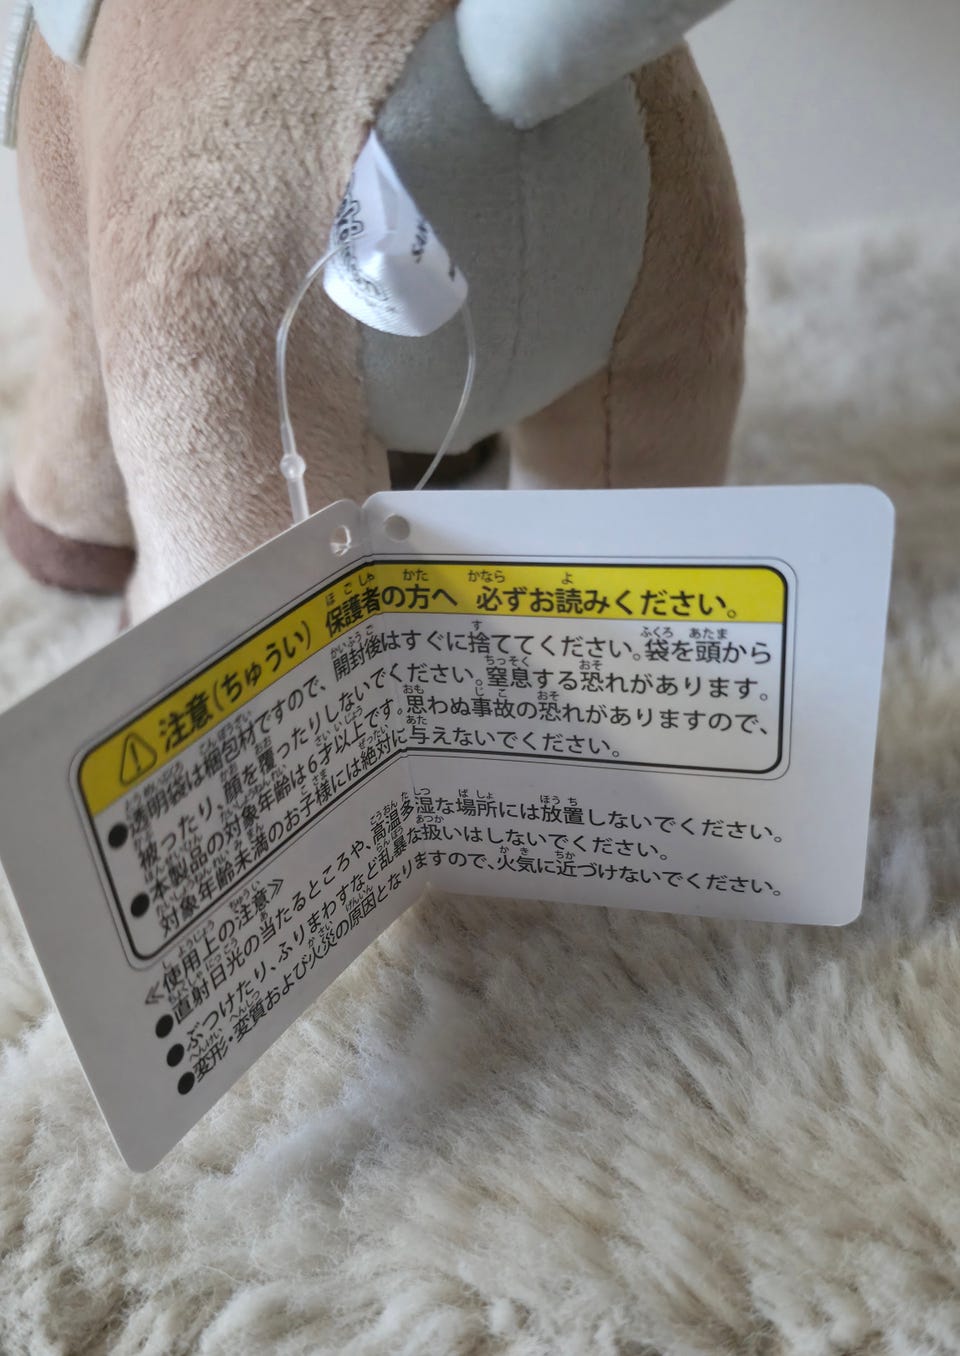 注意(ちゅうい) 保護者の方へ 必ずお読みください。
●透明袋は梱包材ですので、開封後はすぐに捨ててください。袋を頭から
被ったり、顔を覆ったりしないでください。窒息する恐れがあります。
●本製品の対象年齢は6才以上です。思わぬ事故の恐れがありますので、
対象年齢未満のお子様には絶対に与えないでください。
≪使用上の注意≫
●直射日光の当たるところや、高温多湿な場所には放置しないでください。
●ぶつけたり、ふりまわすなど乱暴な扱いはしないでください。
●変形・変質および火災の原因となりますので、火気に近づけないでください。